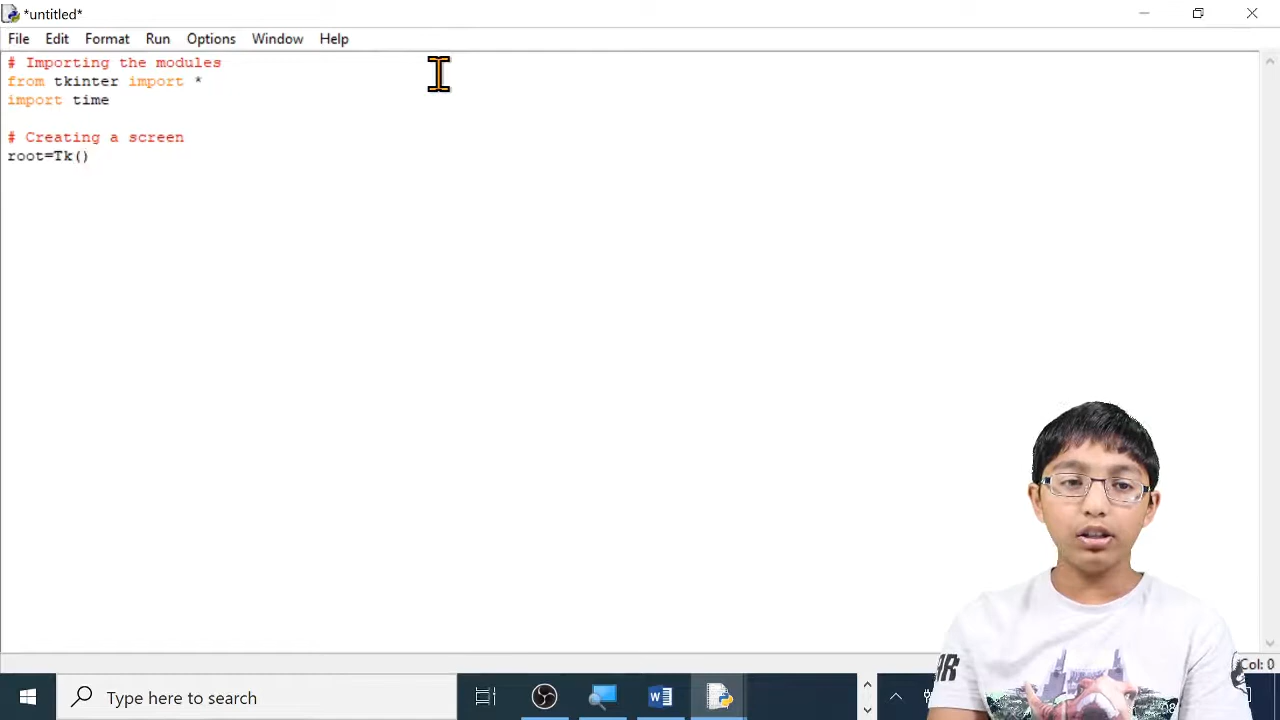 *untitled*
File Edit Format Run Options Window Help
# Importing the modules
from tkinter import *
import time
# Creating a screen
root=Tk()
Col: 0
Type here to search